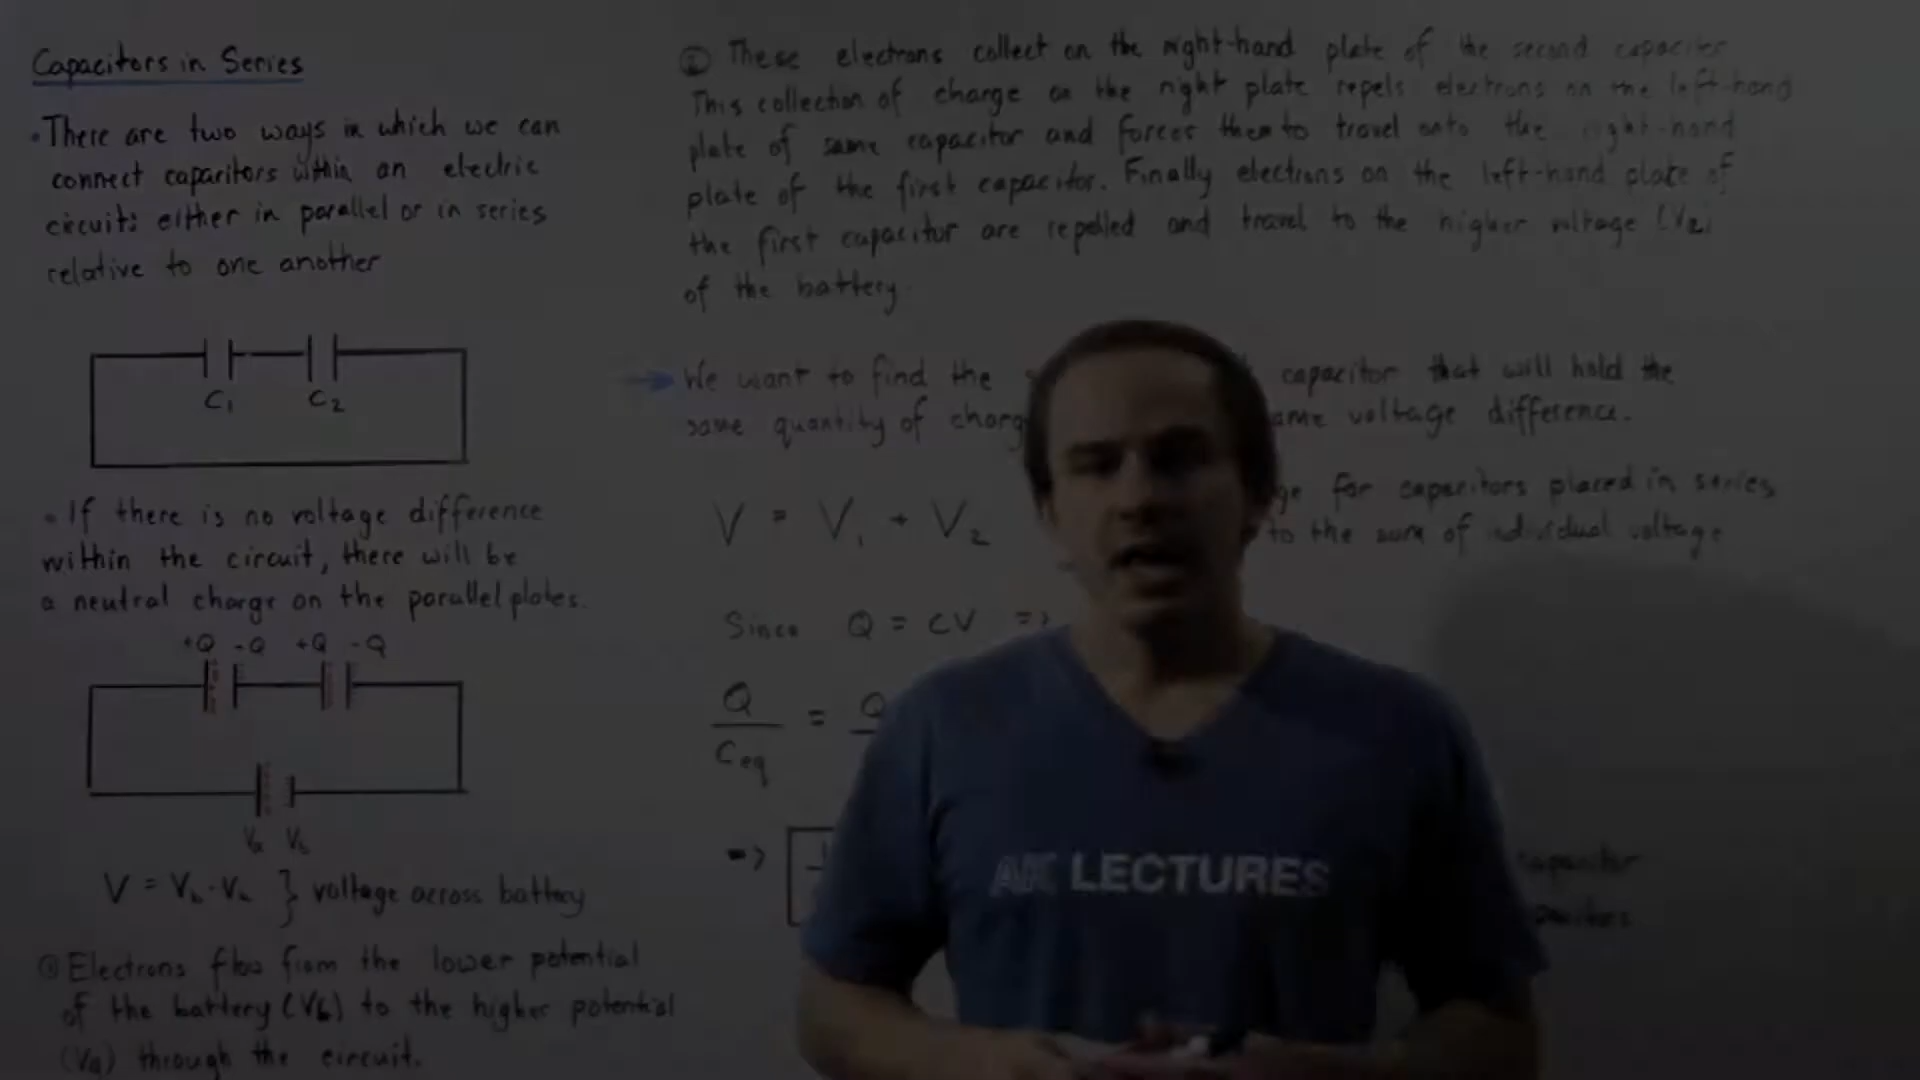 Capacitors in Series
• There are two ways in which we can
connect capacitors within an electric
circuit: either in parallel or in series
relative to one another
C1 C2
• If there is no voltage difference
within the circuit, there will be
a neutral charge on the parallel plates.
+Q -Q +Q -Q
Va Vb
V = Vb - Va } voltage across battery
① Electrons flow from the lower potential
of the battery (Vb) to the higher potential
(Va) through the circuit.
② These electrons collect on the right-hand plate of the second capacitor
This collection of charge on the right plate repels electrons on the left-hand
plate of same capacitor and forces them to travel onto the right-hand
plate of the first capacitor. Finally electrons on the left-hand plate of
the first capacitor are repelled and travel to the higher voltage (Va)
of the battery.
→ We want to find the capacitor that will hold the
same quantity of charg ame voltage difference.
V = V1 + V2 ge for capacitors placed in series
to the sum of individual voltage
Since Q = CV =>
Q = Q
Ceq
=>
capacitor
AK LECTURES